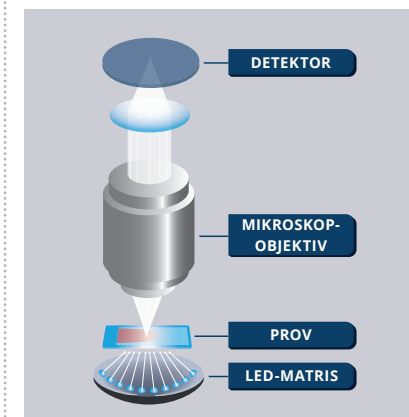 DETEKTOR
MIKROSKOP-
OBJEKTIV
PROV
LED-MATRIS